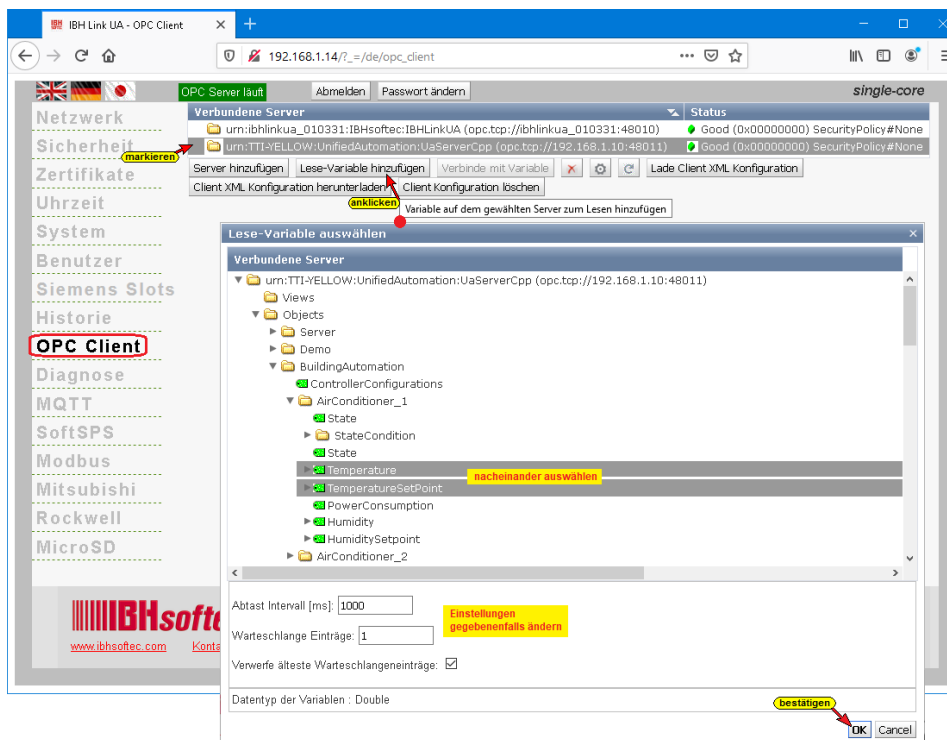 IBH Link UA - OPC Client
192.168.1.14/?_=/de/opc_client
OPC Server läuft
Abmelden
Passwort ändern
single-core
Netzwerk
Sicherheit
Zertifikate
Uhrzeit
System
Benutzer
Siemens Slots
Historie
OPC Client
Diagnose
MQTT
SoftSPS
Modbus
Mitsubishi
Rockwell
MicroSD
Verbundene Server Status
urn:ibhlinkua_010331:IBHsoftec:IBHLinkUA (opc.tcp://ibhlinkua_010331:48010) Good (0x00000000) SecurityPolicy#None
urn:TTI-YELLOW:UnifiedAutomation:UaServerCpp (opc.tcp://192.168.1.10:48011) Good (0x00000000) SecurityPolicy#None
markieren
Server hinzufügen Lese-Variable hinzufügen Verbinde mit Variable Lade Client XML Konfiguration
Client XML Konfiguration herunterladen Client Konfiguration löschen
anklicken
Variable auf dem gewählten Server zum Lesen hinzufügen
Lese-Variable auswählen
Verbundene Server
urn:TTI-YELLOW:UnifiedAutomation:UaServerCpp (opc.tcp://192.168.1.10:48011)
Views
Objects
Server
Demo
BuildingAutomation
ControllerConfigurations
AirConditioner_1
State
StateCondition
State
Temperature
nacheinander auswählen
TemperatureSetPoint
PowerConsumption
Humidity
HumiditySetpoint
AirConditioner_2
Abtast Intervall [ms]: 1000
Einstellungen
gegebenenfalls ändern
Warteschlange Einträge: 1
Verwerfe älteste Warteschlangeneinträge:
Datentyp der Variablen : Double
bestätigen
OK Cancel
IBHsofte
www.ibhsoftec.com Konta